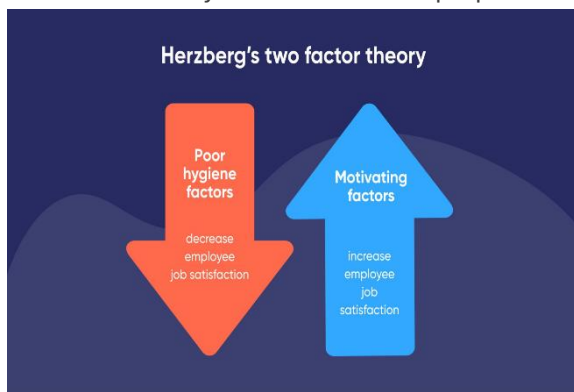 Herzberg's two factor theory
Poor
hygiene
factors
decrease
employee
job satisfaction
Motivating
factors
increase
employee
job
satisfaction